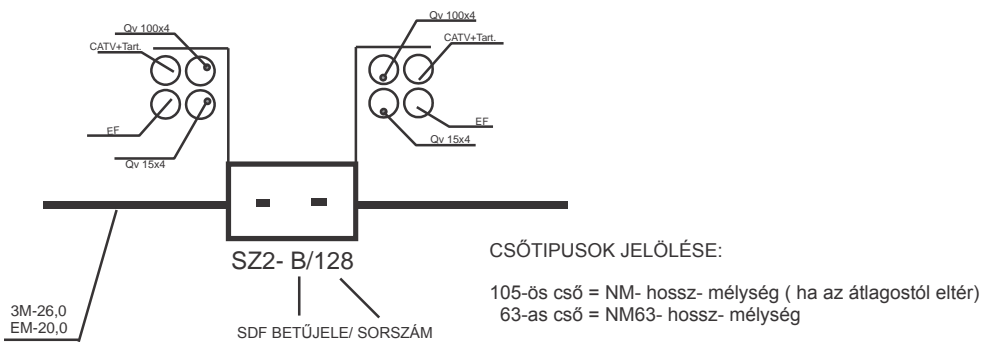 Qv 100x4
CATV+Tart.
EF
Qv 15x4
Qv 100x4
CATV+Tart.
EF
Qv 15x4
SZ2- B/128
3M-26,0
EM-20,0
SDF BETŰJELE/ SORSZÁM
CSŐTIPUSOK JELÖLÉSE:
105-ös cső = NM- hossz- mélység ( ha az átlagostól eltér)
63-as cső = NM63- hossz- mélység